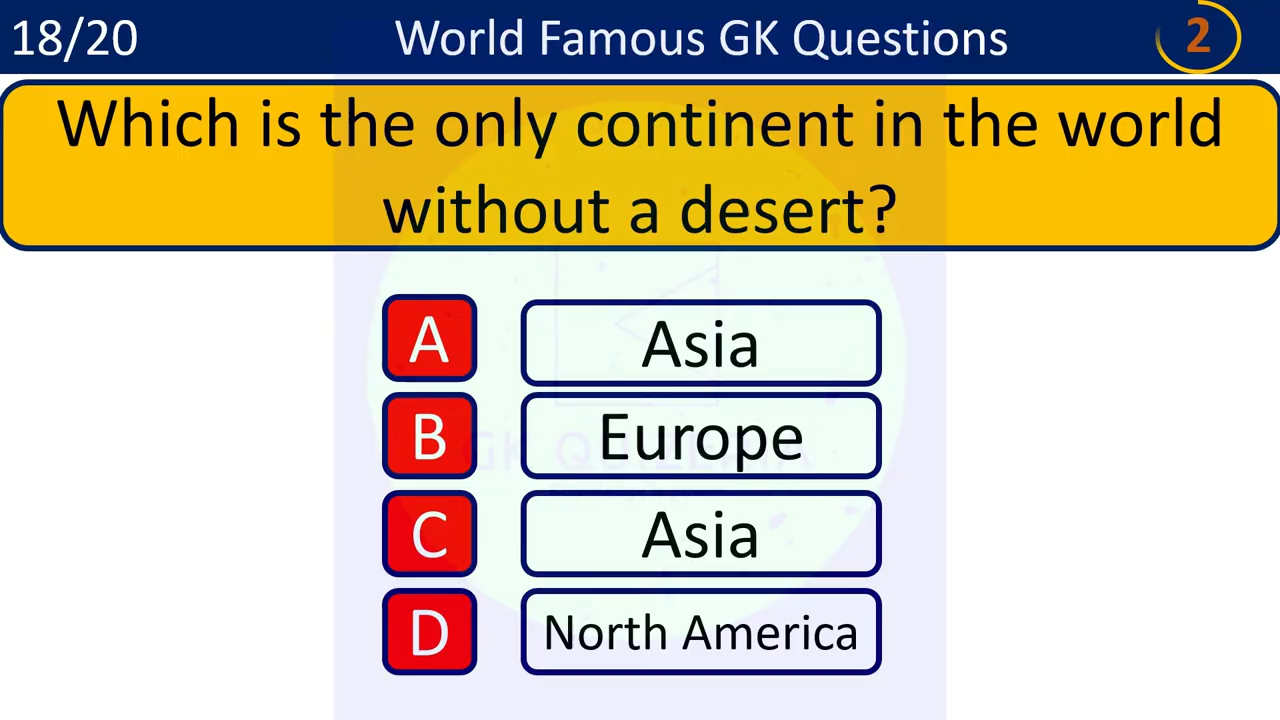 18/20
World Famous GK Questions
2
Which is the only continent in the world
without a desert?
A
Asia
B
Europe
C
Asia
D
North America